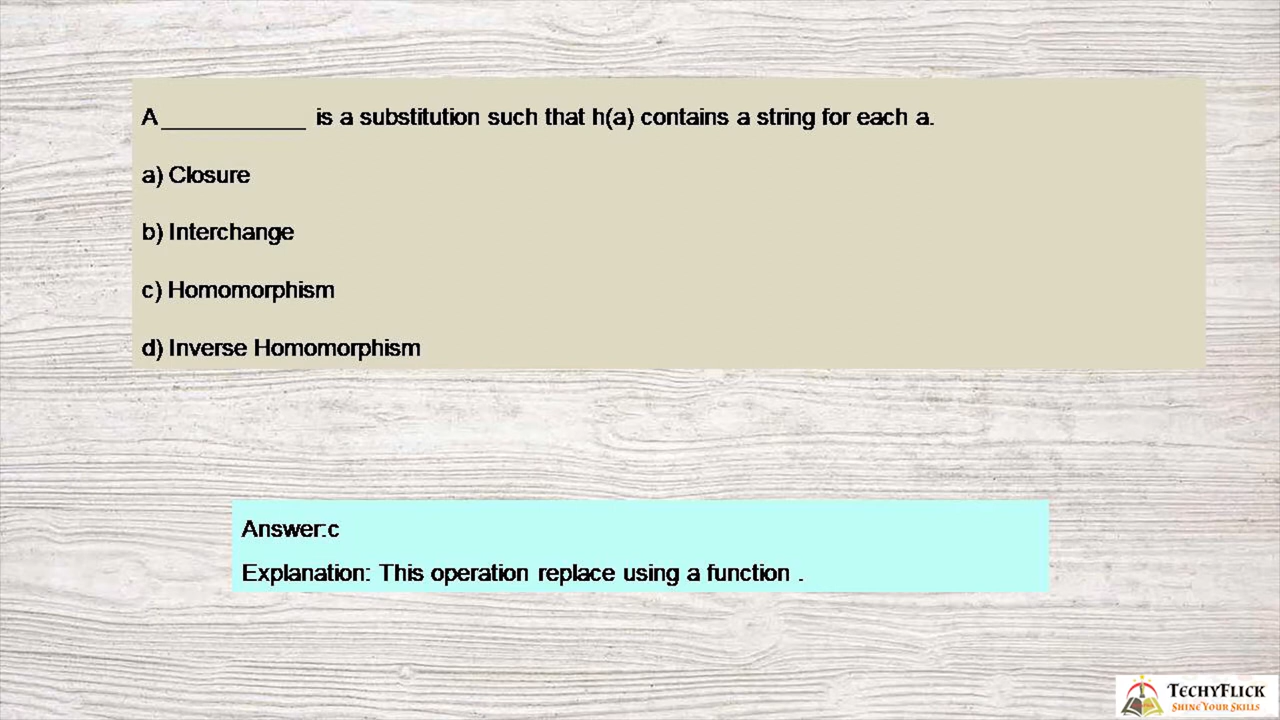 A ____________ is a substitution such that h(a) contains a string for each a.
a) Closure
b) Interchange
c) Homomorphism
d) Inverse Homomorphism
Answer:c
Explanation: This operation replace using a function .
TECHYFLICK
SHINE YOUR SKILLS